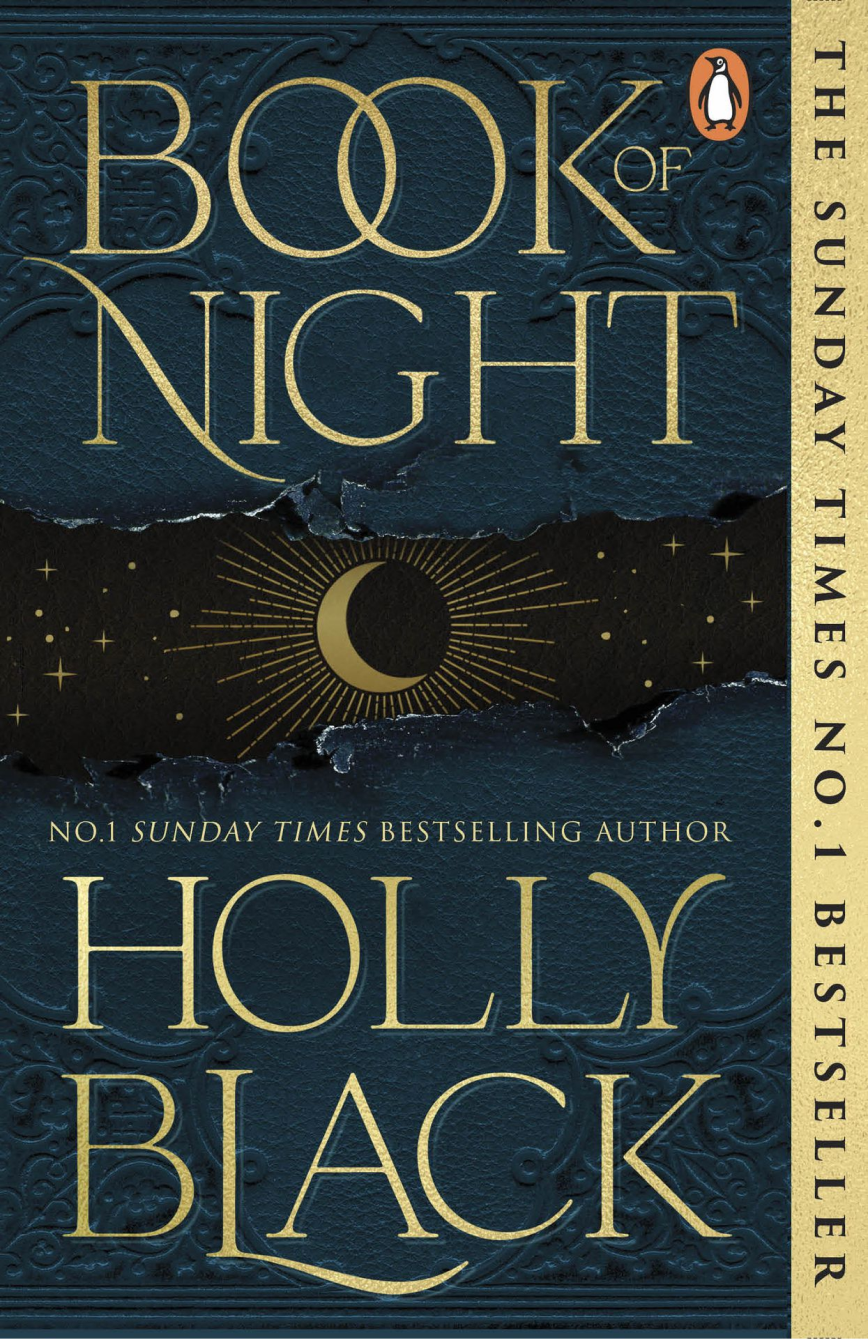 BOOK OF
NIGHT
NO.1 SUNDAY TIMES BESTSELLING AUTHOR
HOLLY
BLACK
THE SUNDAY TIMES NO.1 BESTSELLER